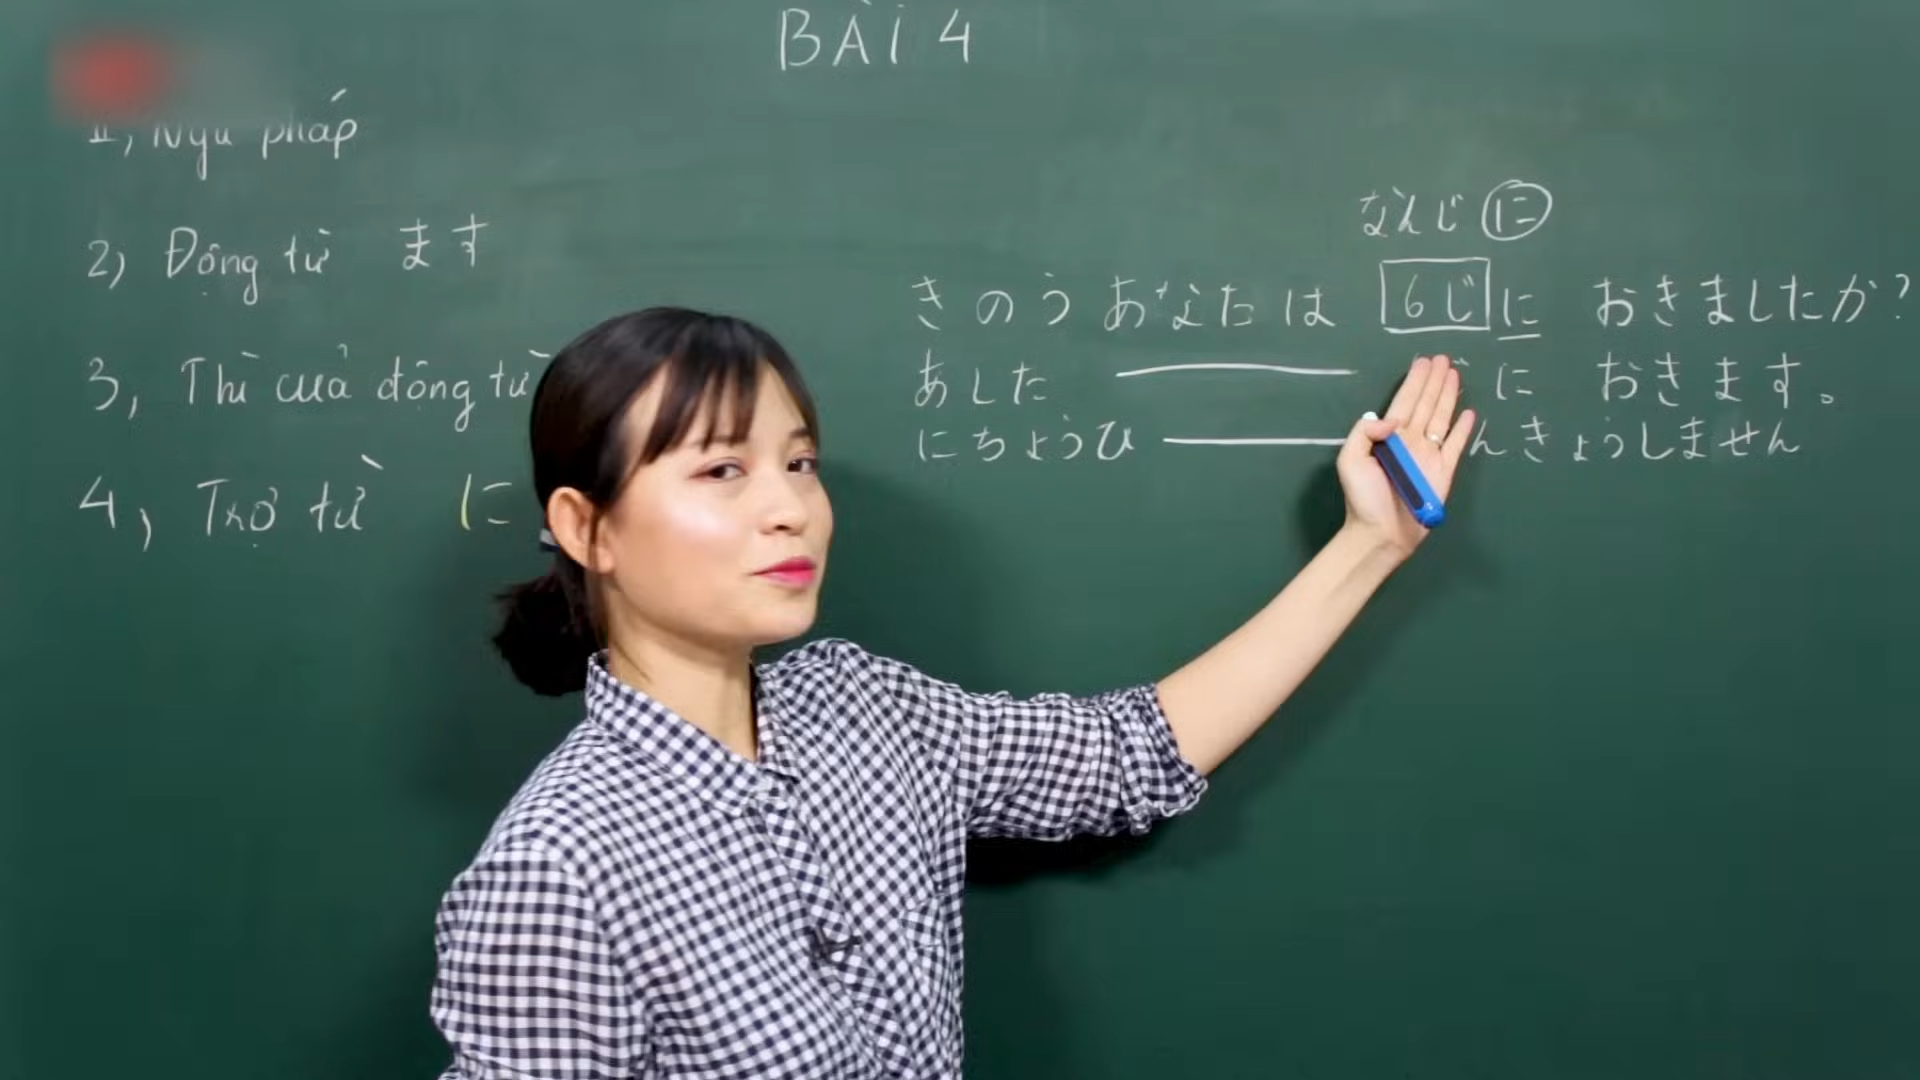 BÀI 4
II, Ngữ pháp
2) Động từ ます
3, Thì của động từ
4, Trợ từ に
なんじ に
きのう あなたは 6じに おきましたか?
あした に おきます。
にちようひ んきょうしません